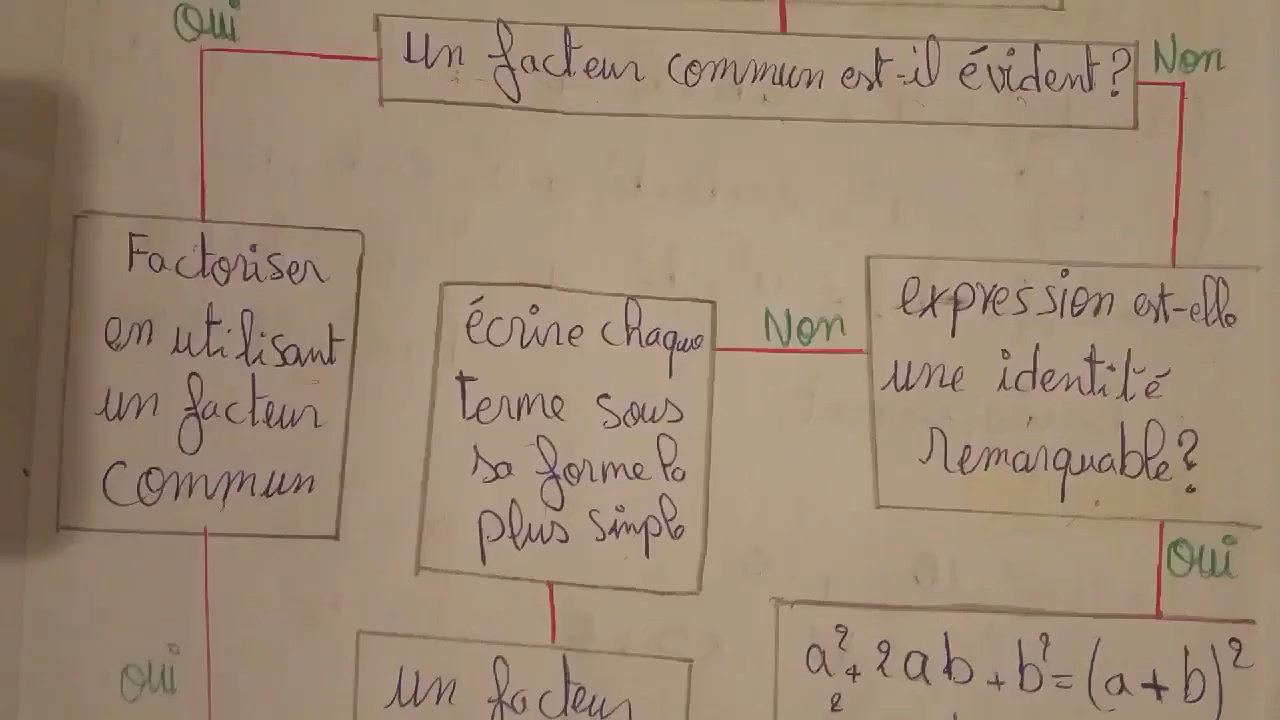 OUI
un facteur commun est-il évident?
Non
Factoriser
en utilisant
un facteur
commun
écrire chaque
terme sous
sa forme la
plus simple
Non
expression est-elle
une identité
remarquable?
OUI
oui
un facteur
a²+2ab+b²=(a+b)²
2